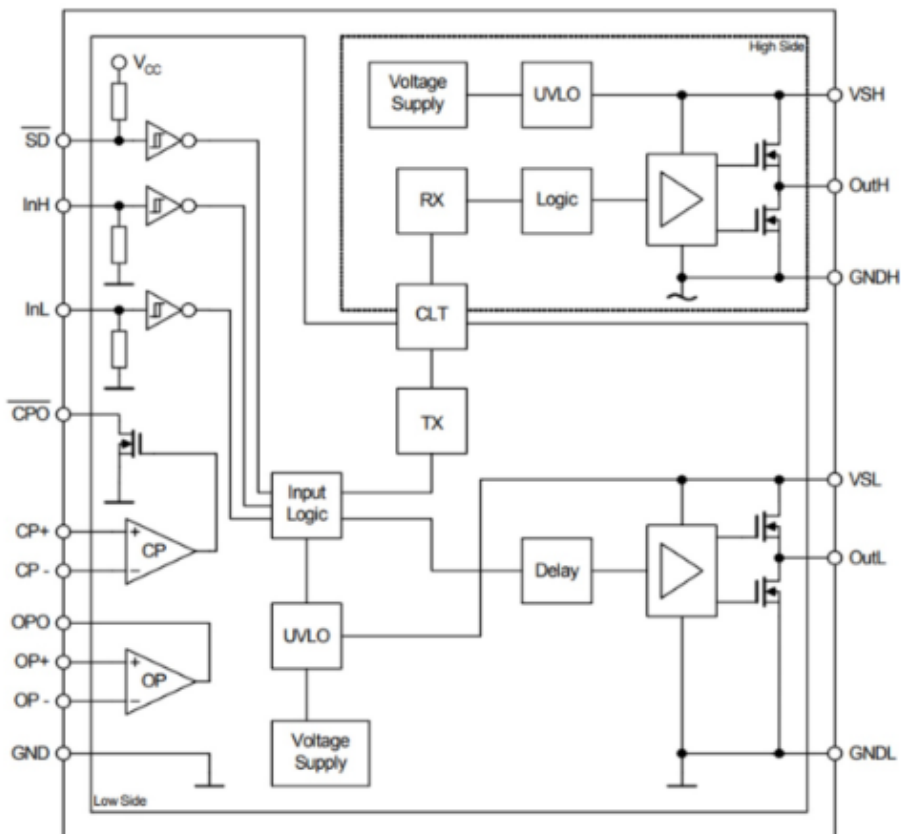 High Side
V_CC
Voltage
Supply
UVLO
VSH
SD
InH
RX
Logic
OutH
GNDH
InL
CLT
CPO
TX
VSL
Input
Logic
CP+
CP
CP -
+
−
Delay
OutL
OPO
UVLO
OP+
OP
OP -
+
−
Voltage
Supply
GND
GNDL
Low Side